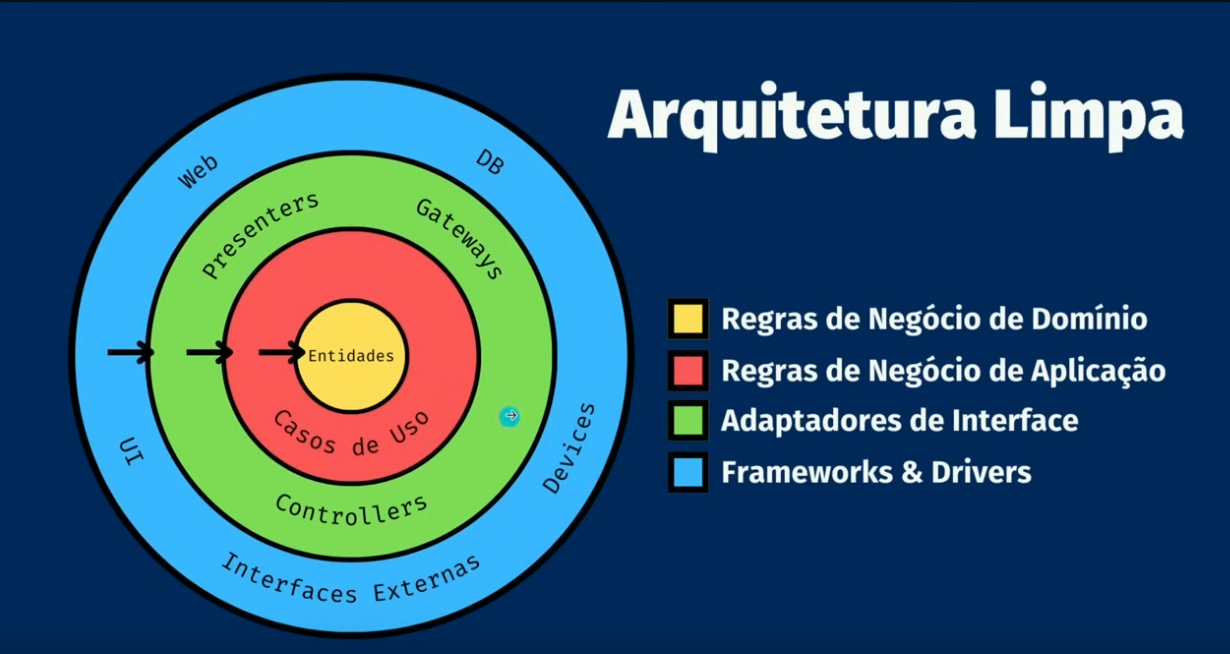 Arquitetura Limpa
Web
DB
Presenters
Gateways
Entidades
Casos de Uso
UI
Devices
Controllers
Interfaces Externas
Regras de Negócio de Domínio
Regras de Negócio de Aplicação
Adaptadores de Interface
Frameworks & Drivers